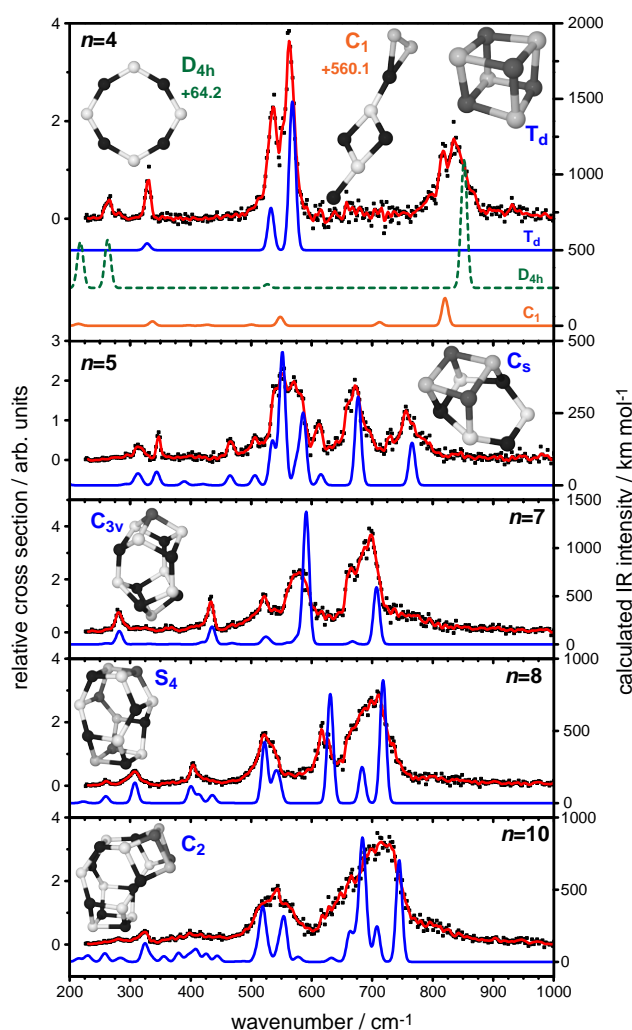 relative cross section / arb. units
calculated IR intensity / km mol-1
n=4
D4h
+64.2
C1
+560.1
Td
Td
D4h
C1
4
2
0
2000
1500
1000
500
0
n=5
Cs
3
2
1
0
500
250
0
C3v
n=7
4
2
0
1500
1000
500
0
S4
n=8
4
2
0
1000
500
0
C2
n=10
4
2
0
1000
500
0
200 300 400 500 600 700 800 900 1000
wavenumber / cm-1